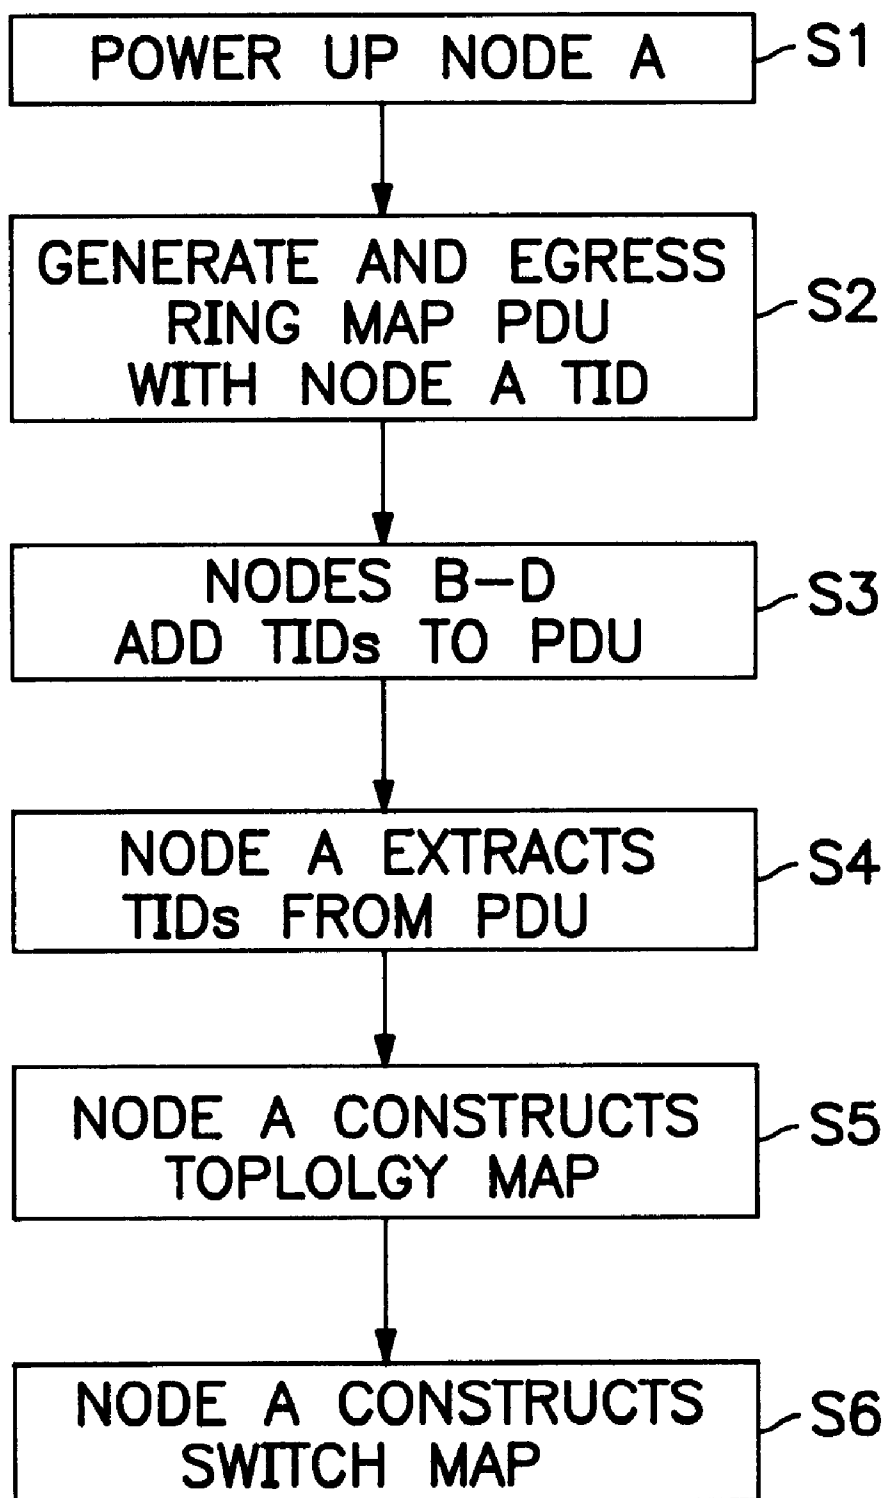 POWER UP NODE A
S1
GENERATE AND EGRESS
RING MAP PDU
WITH NODE A TID
S2
NODES B-D
ADD TIDs TO PDU
S3
NODE A EXTRACTS
TIDs FROM PDU
S4
NODE A CONSTRUCTS
TOPLOLGY MAP
S5
NODE A CONSTRUCTS
SWITCH MAP
S6